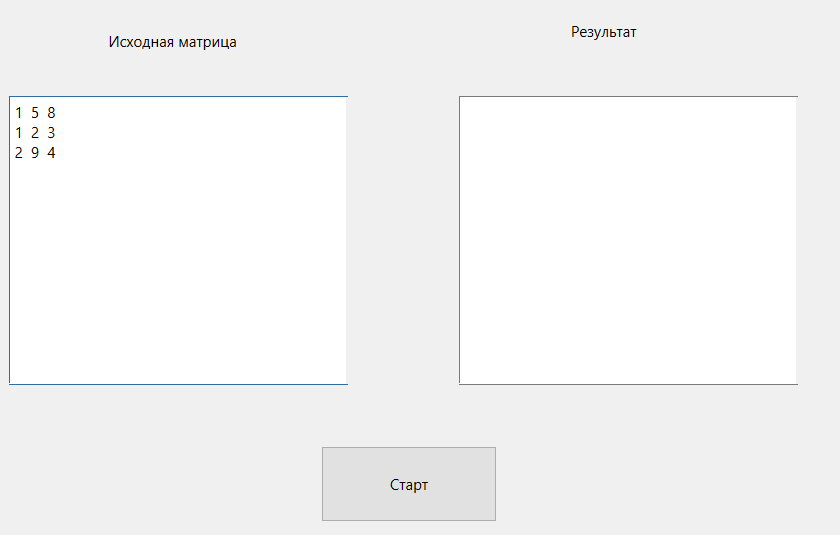 Исходная матрица
Результат
1 5 8
1 2 3
2 9 4
Старт